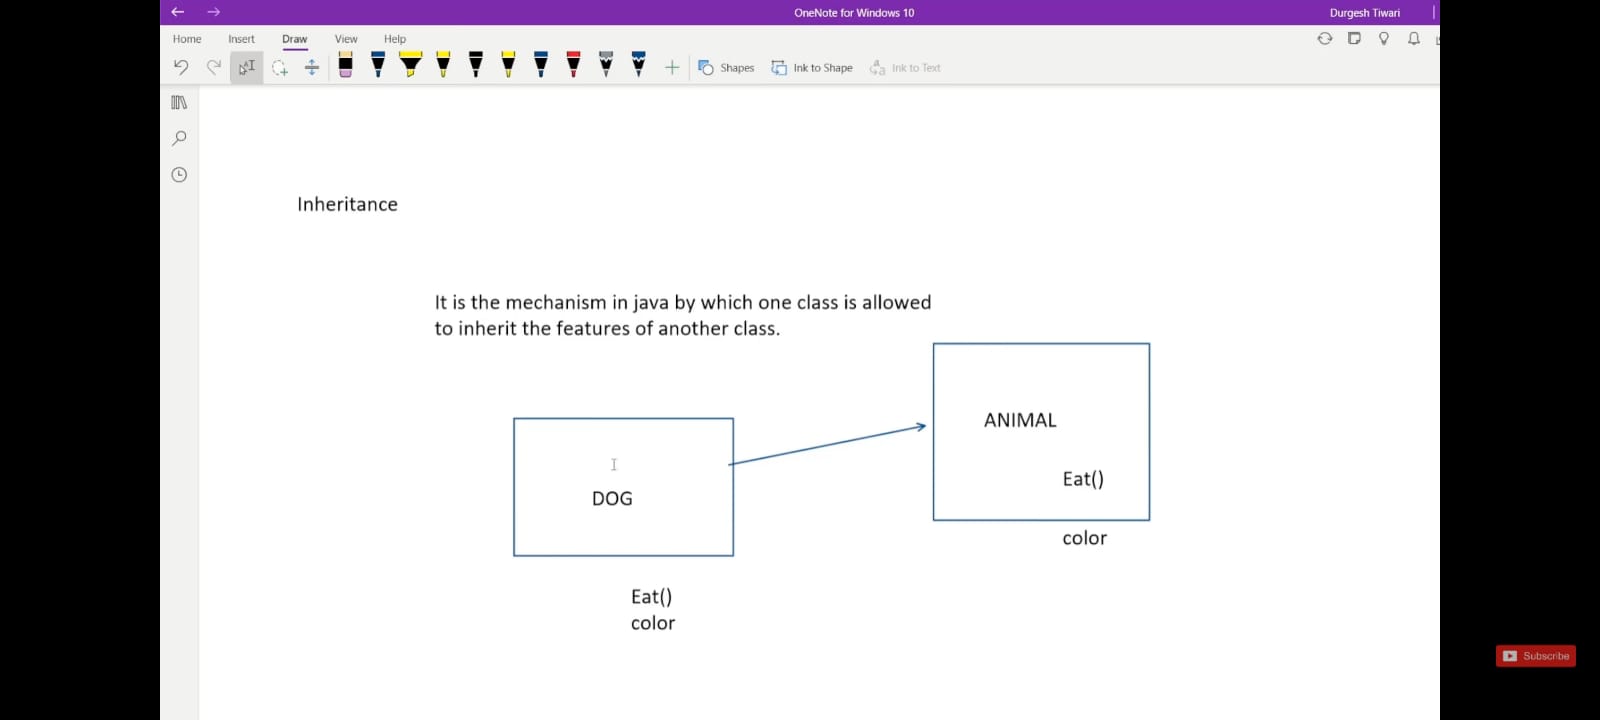 OneNote for Windows 10
Durgesh Tiwari
Home Insert Draw View Help
Shapes Ink to Shape Ink to Text
Inheritance
It is the mechanism in java by which one class is allowed
to inherit the features of another class.
ANIMAL
Eat()
color
DOG
Eat()
color
Subscribe